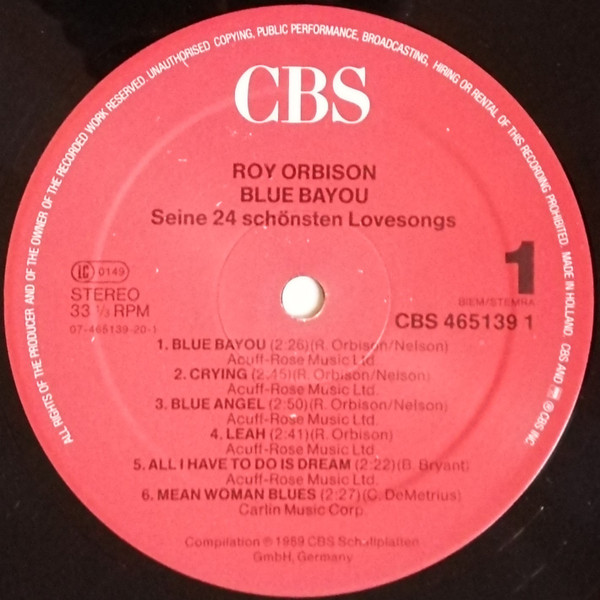 ALL RIGHTS OF THE PRODUCER AND OF THE OWNER OF THE RECORDED WORK RESERVED. UNAUTHORISED COPYING, PUBLIC PERFORMANCE, BROADCASTING, HIRING OR RENTAL OF THIS RECORDING PROHIBITED. MADE IN HOLLAND. CBS AND ℗ CBS INC.
CBS
ROY ORBISON
BLUE BAYOU
Seine 24 schönsten Lovesongs
LC 0149
STEREO
33 ⅓ RPM
07-465139-20-1
1
BIEM/STEMRA
CBS 465139 1
1. BLUE BAYOU (2:26) (R. Orbison/Nelson)
Acuff-Rose Music Ltd.
2. CRYING (2:45) (R. Orbison/Nelson)
Acuff-Rose Music Ltd.
3. BLUE ANGEL (2:50) (R. Orbison/Nelson)
Acuff-Rose Music Ltd.
4. LEAH (2:41) (R. Orbison)
Acuff-Rose Music Ltd.
5. ALL I HAVE TO DO IS DREAM (2:22) (B. Bryant)
Acuff-Rose Music Ltd.
6. MEAN WOMAN BLUES (2:27) (C. DeMetrius)
Carlin Music Corp.
Compilation ℗ 1989 CBS Schallplatten
GmbH, Germany